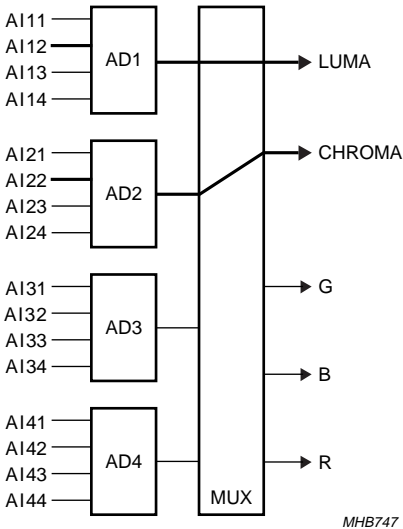 AI11
AI12
AI13
AI14
AD1
LUMA
AI21
AI22
AI23
AI24
AD2
CHROMA
AI31
AI32
AI33
AI34
AD3
G
B
AI41
AI42
AI43
AI44
AD4
R
MUX
MHB747